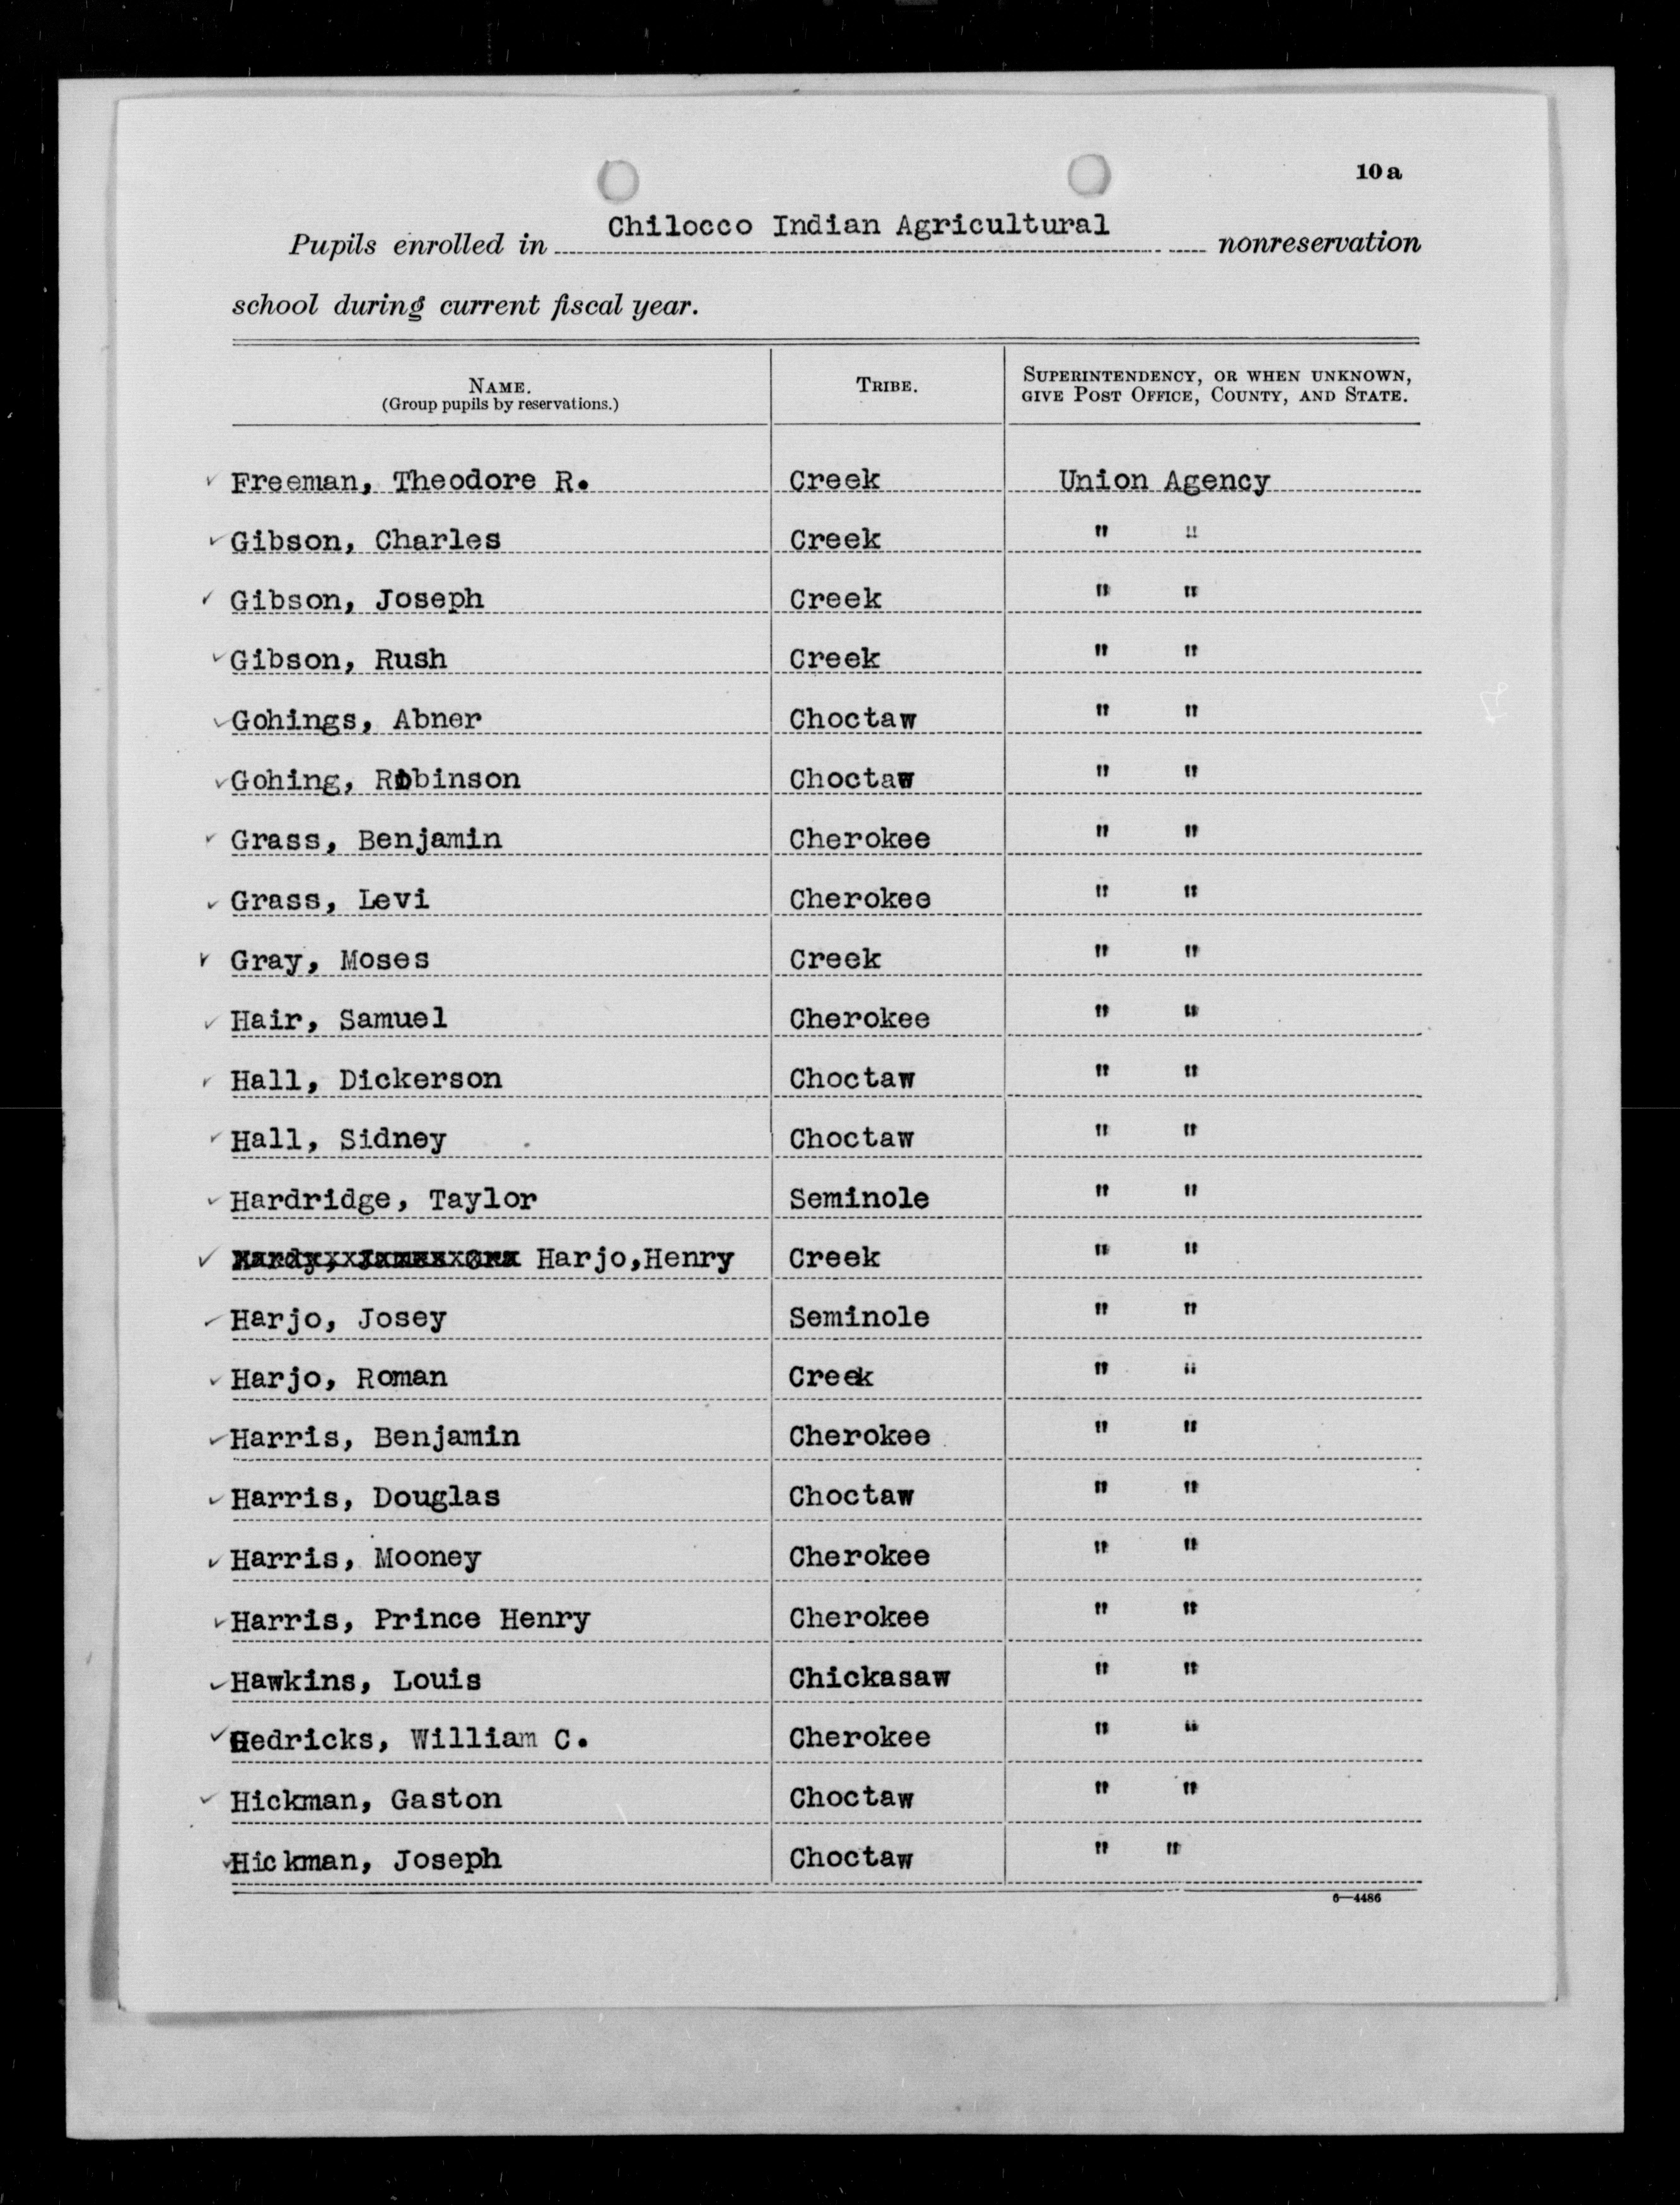 10 a
Pupils enrolled in Chilocco Indian Agricultural nonreservation
school during current fiscal year.
NAME. TRIBE. SUPERINTENDENCY, OR WHEN UNKNOWN,
(Group pupils by reservations.) GIVE POST OFFICE, COUNTY, AND STATE.
Freeman, Theodore R. Creek Union Agency
Gibson, Charles Creek " "
Gibson, Joseph Creek " "
Gibson, Rush Creek " "
Gohings, Abner Choctaw " "
Gohing, Robinson Choctaw " "
Grass, Benjamin Cherokee " "
Grass, Levi Cherokee " "
Gray, Moses Creek " "
Hair, Samuel Cherokee " "
Hall, Dickerson Choctaw " "
Hall, Sidney Choctaw " "
Hardridge, Taylor Seminole " "
Harjo,Henry Creek " "
Harjo, Josey Seminole " "
Harjo, Roman Creek " "
Harris, Benjamin Cherokee " "
Harris, Douglas Choctaw " "
Harris, Mooney Cherokee " "
Harris, Prince Henry Cherokee " "
Hawkins, Louis Chickasaw " "
Hedricks, William C. Cherokee " "
Hickman, Gaston Choctaw " "
Hickman, Joseph Choctaw " "
6—4486